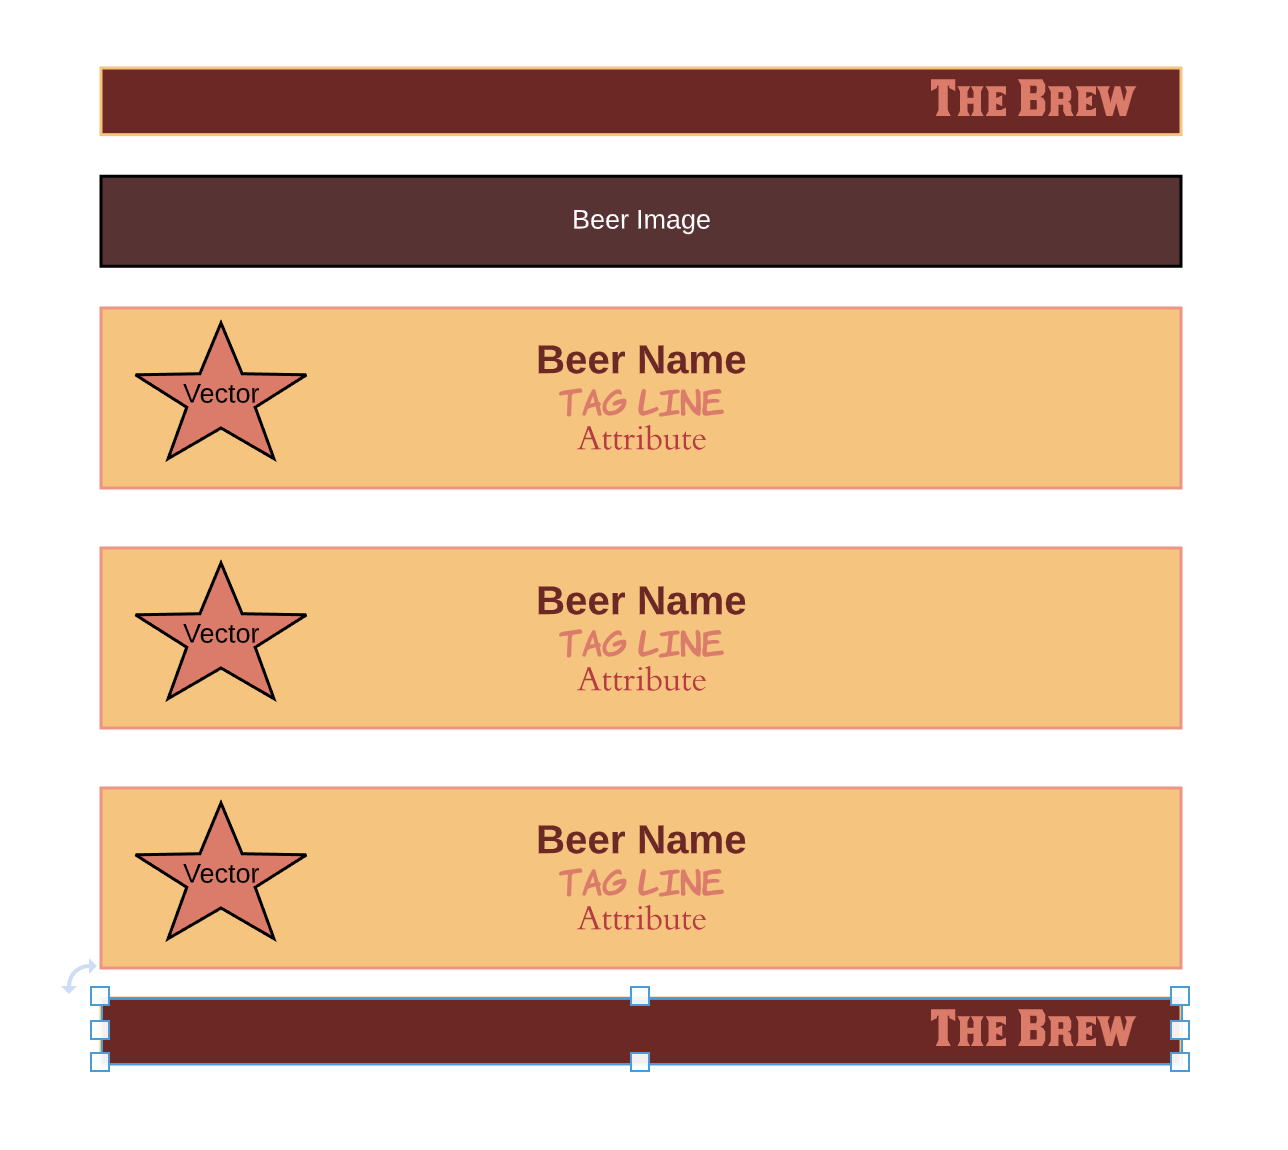 The Brew
Beer Image
Beer Name
TAG LINE
Attribute
Vector
Beer Name
TAG LINE
Attribute
Vector
Beer Name
TAG LINE
Attribute
Vector
The Brew